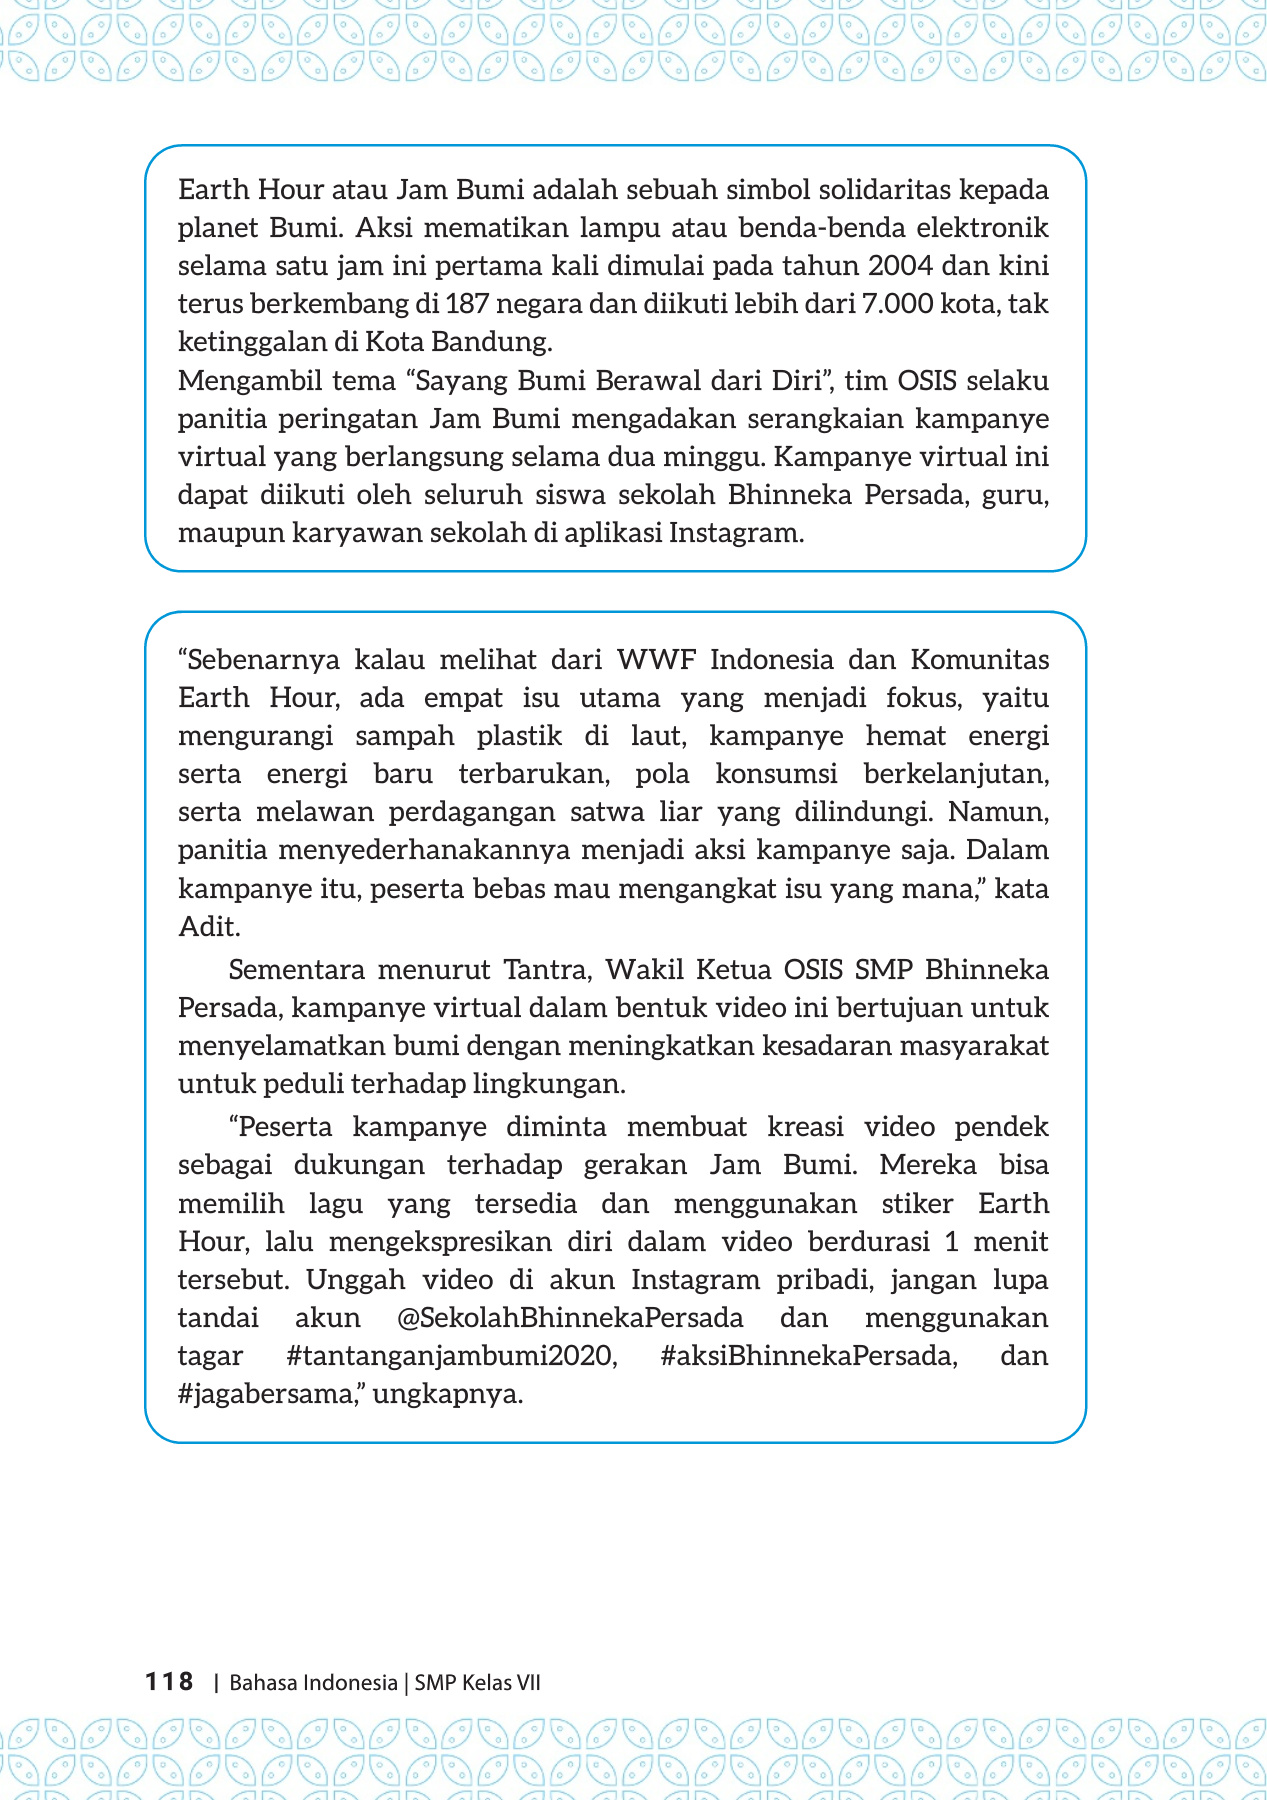 Earth Hour atau Jam Bumi adalah sebuah simbol solidaritas kepada
planet Bumi. Aksi mematikan lampu atau benda-benda elektronik
selama satu jam ini pertama kali dimulai pada tahun 2004 dan kini
terus berkembang di 187 negara dan diikuti lebih dari 7.000 kota, tak
ketinggalan di Kota Bandung.
Mengambil tema “Sayang Bumi Berawal dari Diri”, tim OSIS selaku
panitia peringatan Jam Bumi mengadakan serangkaian kampanye
virtual yang berlangsung selama dua minggu. Kampanye virtual ini
dapat diikuti oleh seluruh siswa sekolah Bhinneka Persada, guru,
maupun karyawan sekolah di aplikasi Instagram.
“Sebenarnya kalau melihat dari WWF Indonesia dan Komunitas
Earth Hour, ada empat isu utama yang menjadi fokus, yaitu
mengurangi sampah plastik di laut, kampanye hemat energi
serta energi baru terbarukan, pola konsumsi berkelanjutan,
serta melawan perdagangan satwa liar yang dilindungi. Namun,
panitia menyederhanakannya menjadi aksi kampanye saja. Dalam
kampanye itu, peserta bebas mau mengangkat isu yang mana,” kata
Adit.
Sementara menurut Tantra, Wakil Ketua OSIS SMP Bhinneka
Persada, kampanye virtual dalam bentuk video ini bertujuan untuk
menyelamatkan bumi dengan meningkatkan kesadaran masyarakat
untuk peduli terhadap lingkungan.
“Peserta kampanye diminta membuat kreasi video pendek
sebagai dukungan terhadap gerakan Jam Bumi. Mereka bisa
memilih lagu yang tersedia dan menggunakan stiker Earth
Hour, lalu mengekspresikan diri dalam video berdurasi 1 menit
tersebut. Unggah video di akun Instagram pribadi, jangan lupa
tandai akun @SekolahBhinnekaPersada dan menggunakan
tagar #tantanganjambumi2020, #aksiBhinnekaPersada, dan
#jagabersama,” ungkapnya.
118 | Bahasa Indonesia | SMP Kelas VII